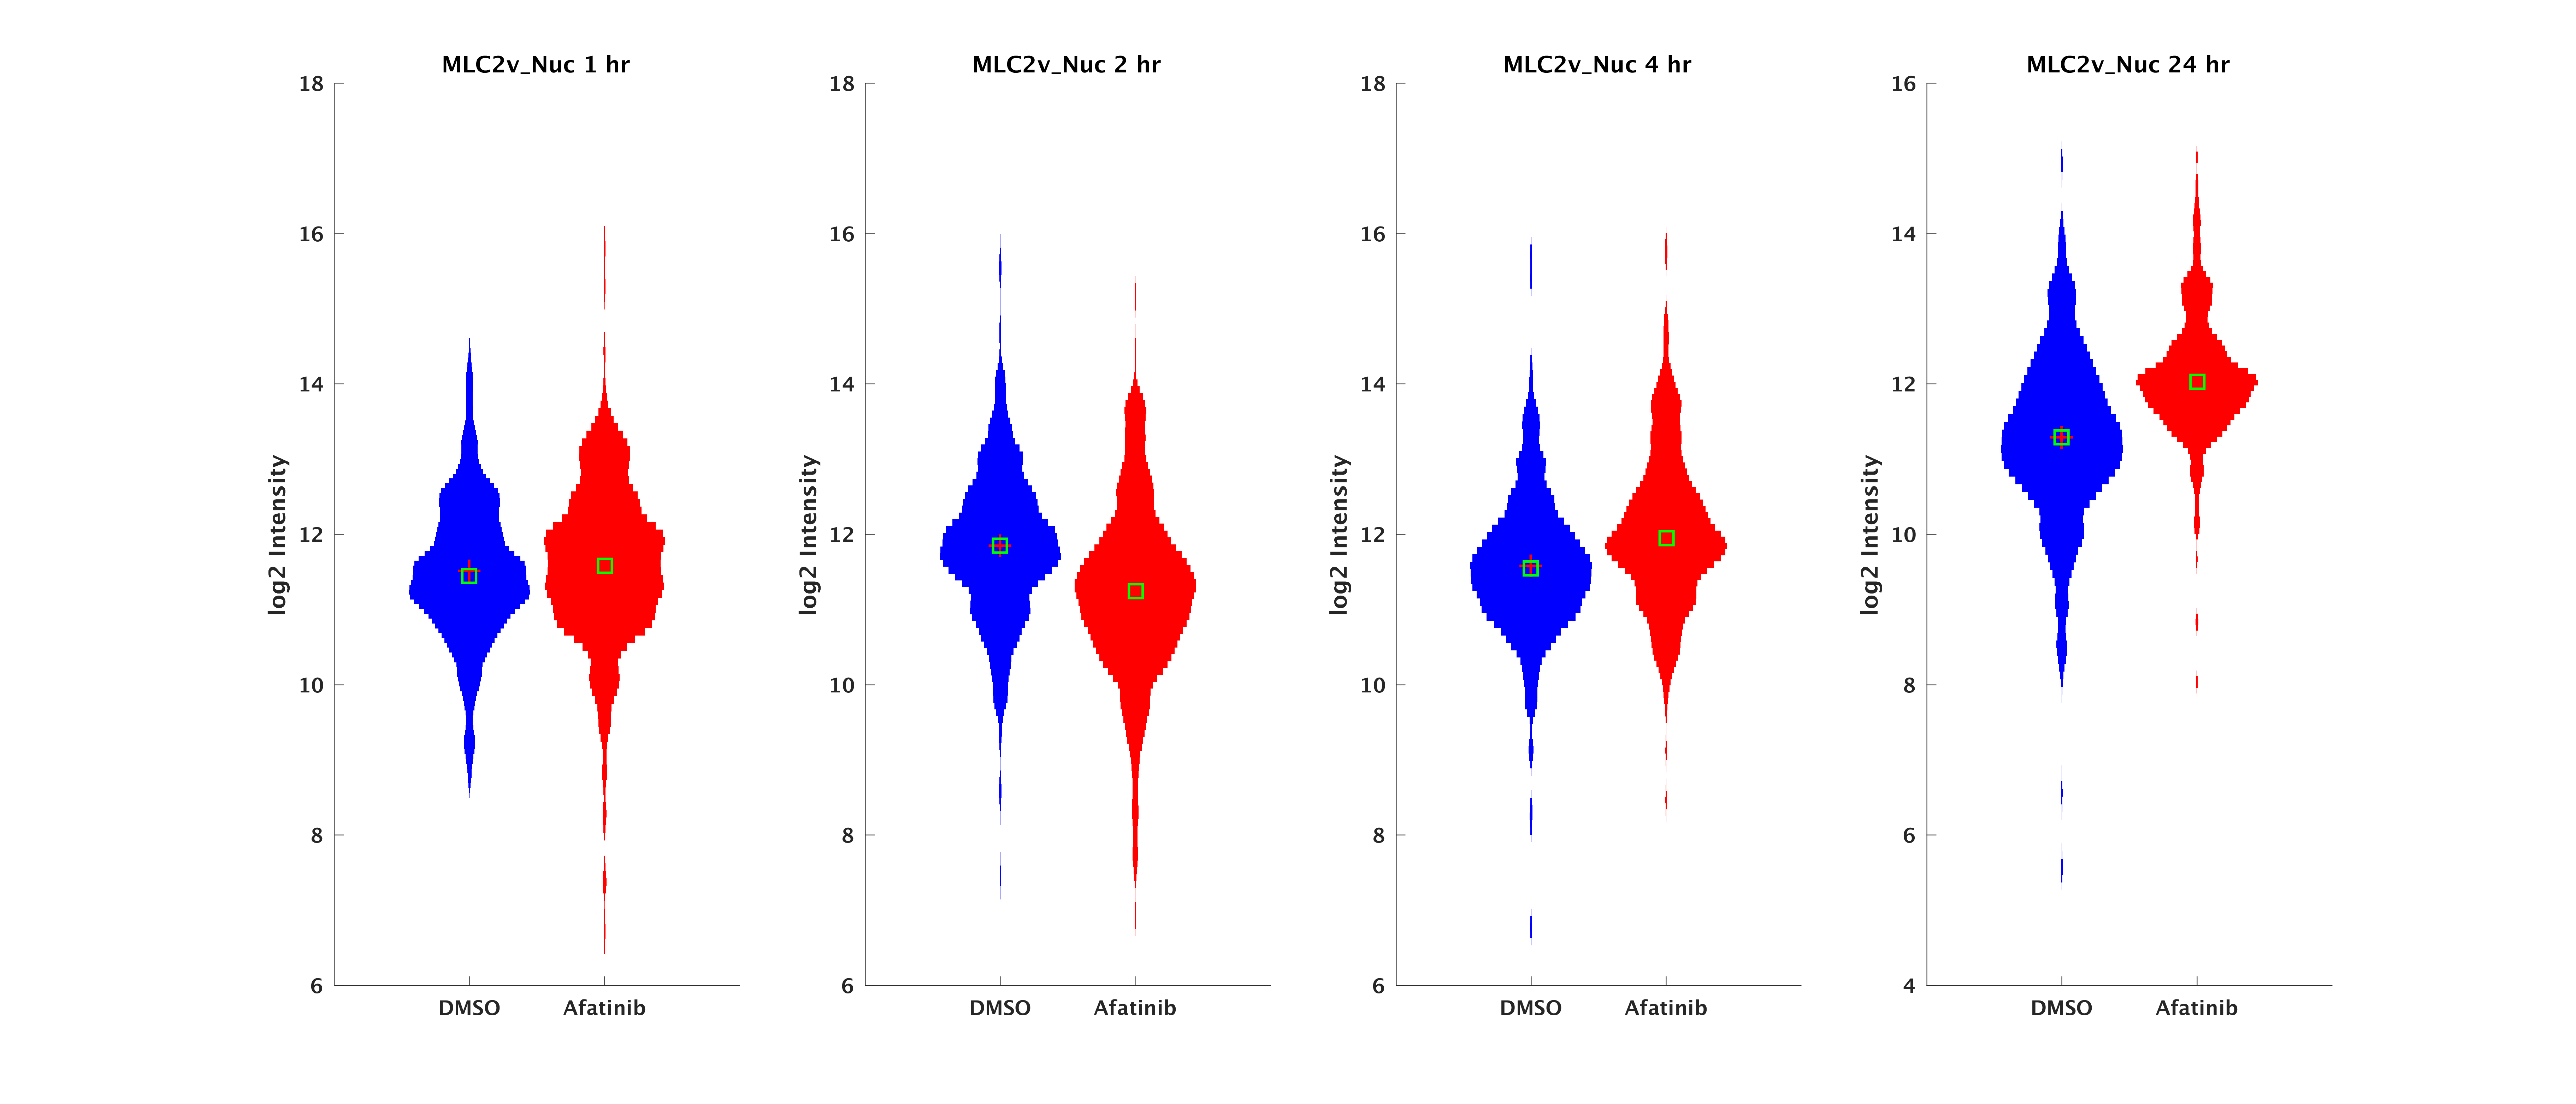 MLC2v_Nuc 1 hr
log2 Intensity
18
16
14
12
10
8
6
DMSO
Afatinib
MLC2v_Nuc 2 hr
log2 Intensity
18
16
14
12
10
8
6
DMSO
Afatinib
MLC2v_Nuc 4 hr
log2 Intensity
18
16
14
12
10
8
6
DMSO
Afatinib
MLC2v_Nuc 24 hr
log2 Intensity
16
14
12
10
8
6
4
DMSO
Afatinib